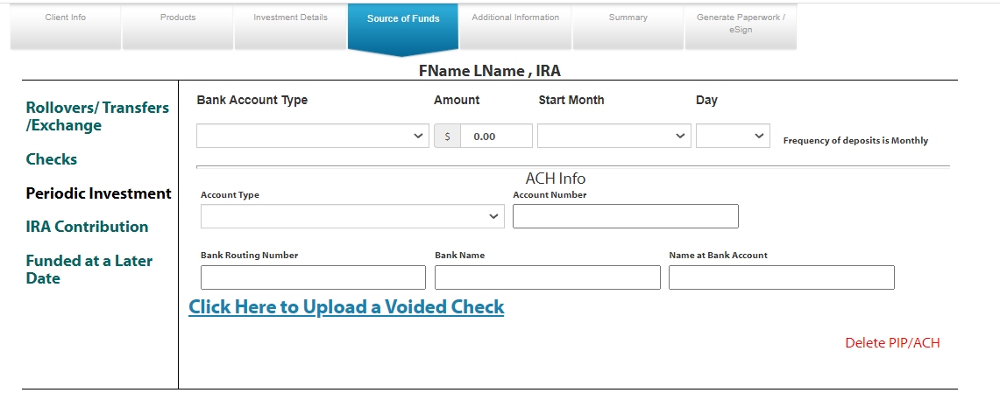 Client Info
Products
Investment Details
Source of Funds
Additional Information
Summary
Generate Paperwork /
eSign
FName LName , IRA
Rollovers/ Transfers
/Exchange
Checks
Periodic Investment
IRA Contribution
Funded at a Later
Date
Bank Account Type
Amount
Start Month
Day
$
0.00
Frequency of deposits is Monthly
ACH Info
Account Type
Account Number
Bank Routing Number
Bank Name
Name at Bank Account
Click Here to Upload a Voided Check
Delete PIP/ACH